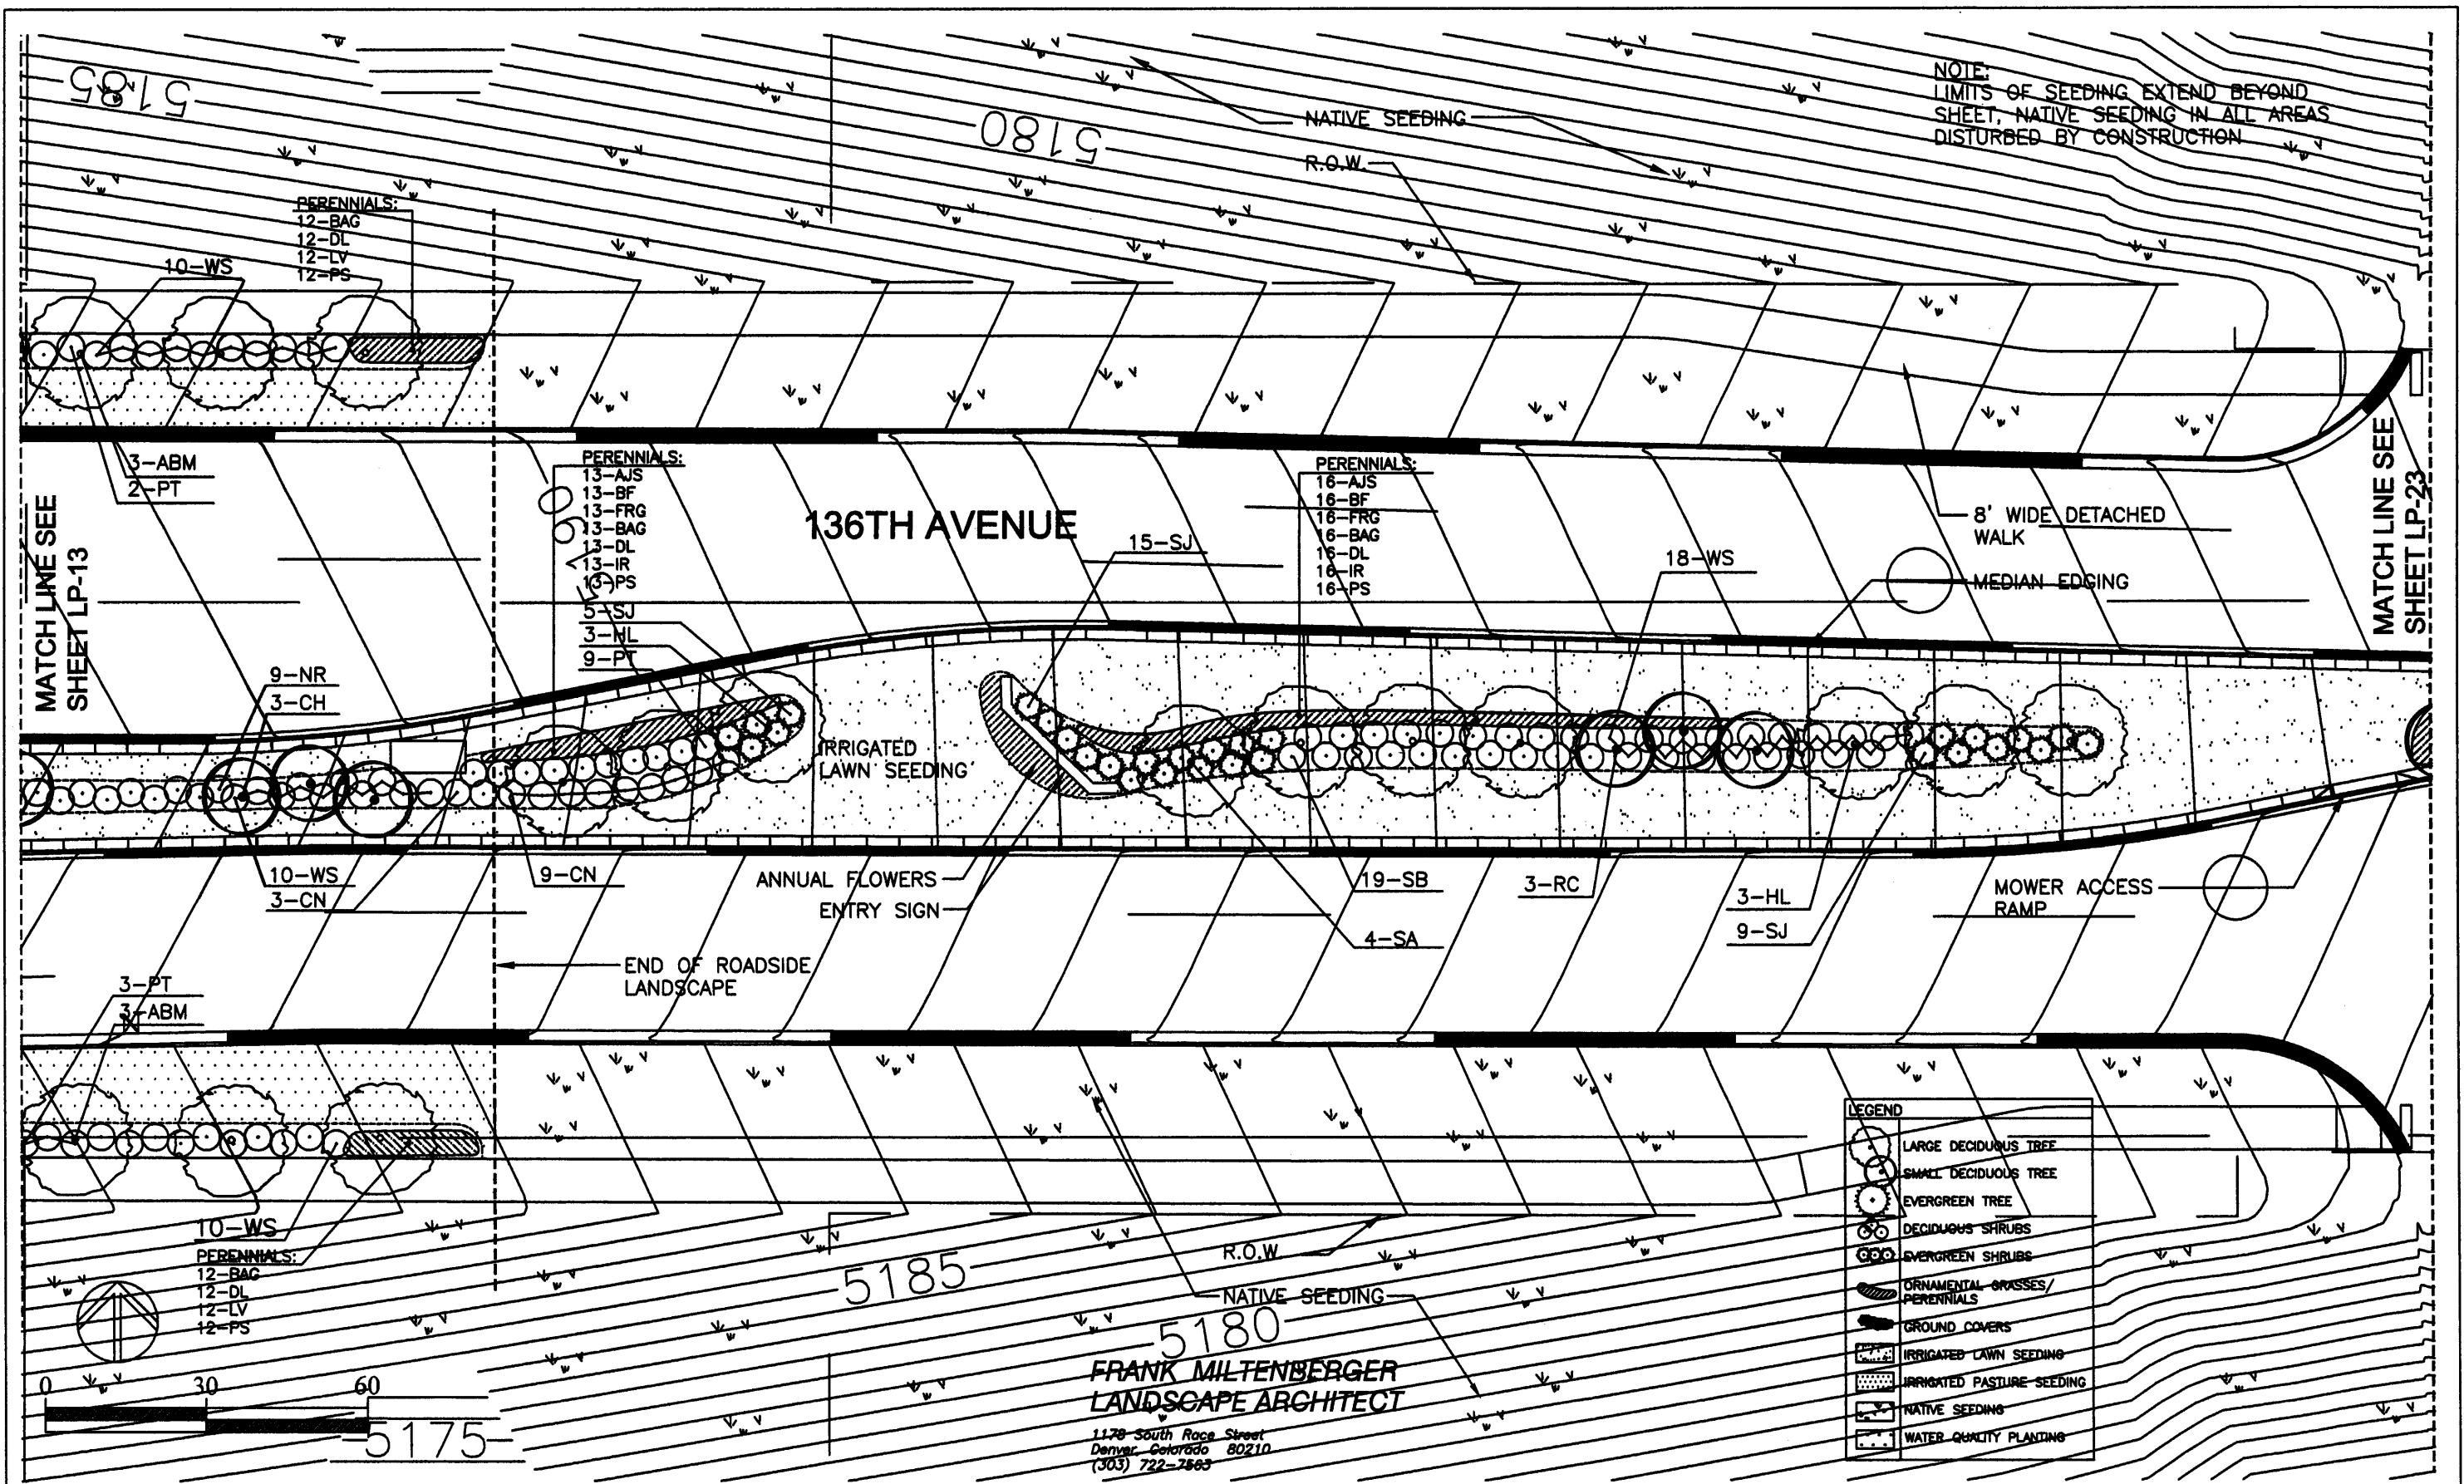 5185
5180
NATIVE SEEDING
R.O.W.
NOTE:
LIMITS OF SEEDING EXTEND BEYOND
SHEET, NATIVE SEEDING IN ALL AREAS
DISTURBED BY CONSTRUCTION
PERENNIALS:
12-BAG
12-DL
12-LV
12-PS
10-WS
3-ABM
2-PT
MATCH LINE SEE
SHEET LP-13
PERENNIALS:
13-AJS
13-BF
13-FRG
13-BAG
13-DL
13-IR
13-PS
5-SJ
3-HL
9-PT
136TH AVENUE
15-SJ
PERENNIALS:
16-AJS
16-BF
16-FRG
16-BAG
16-DL
16-IR
16-PS
18-WS
8' WIDE DETACHED
WALK
MEDIAN EDGING
MATCH LINE SEE
SHEET LP-23
9-NR
3-CH
IRRIGATED
LAWN SEEDING
10-WS
3-CN
9-CN
ANNUAL FLOWERS
ENTRY SIGN
19-SB
4-SA
3-RC
3-HL
9-SJ
MOWER ACCESS
RAMP
END OF ROADSIDE
LANDSCAPE
3-PT
3-ABM
10-WS
PERENNIALS:
12-BAG
12-DL
12-LV
12-PS
5185
R.O.W
NATIVE SEEDING
5180
0 30 60
5175
FRANK MILTENBERGER
LANDSCAPE ARCHITECT
1178 South Race Street
Denver, Colorado 80210
(303) 722-7563
LEGEND
LARGE DECIDUOUS TREE
SMALL DECIDUOUS TREE
EVERGREEN TREE
DECIDUOUS SHRUBS
EVERGREEN SHRUBS
ORNAMENTAL GRASSES/
PERENNIALS
GROUND COVERS
IRRIGATED LAWN SEEDING
IRRIGATED PASTURE SEEDING
NATIVE SEEDING
WATER QUALITY PLANTING